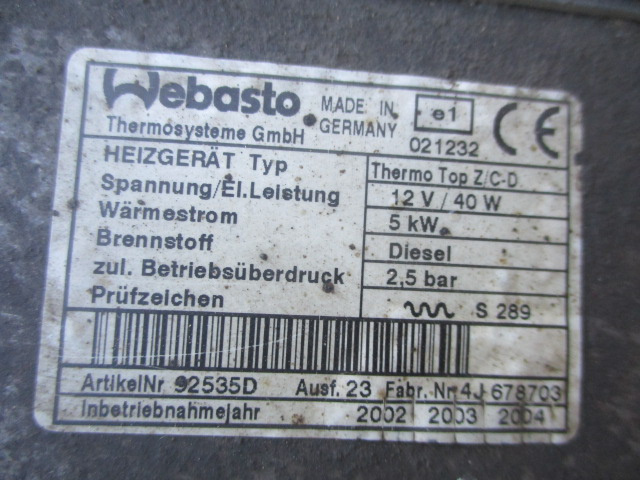 Webasto
Thermosysteme GmbH
MADE IN
GERMANY
e1
021232
CE
HEIZGERÄT Typ Thermo Top Z/C-D
Spannung/El.Leistung 12 V / 40 W
Wärmestrom 5 kW
Brennstoff Diesel
zul. Betriebsüberdruck 2,5 bar
Prüfzeichen S 289
ArtikelNr 92535D Ausf. 23 Fabr. Nr 4J 678703
Inbetriebnahmejahr 2002 2003 2004